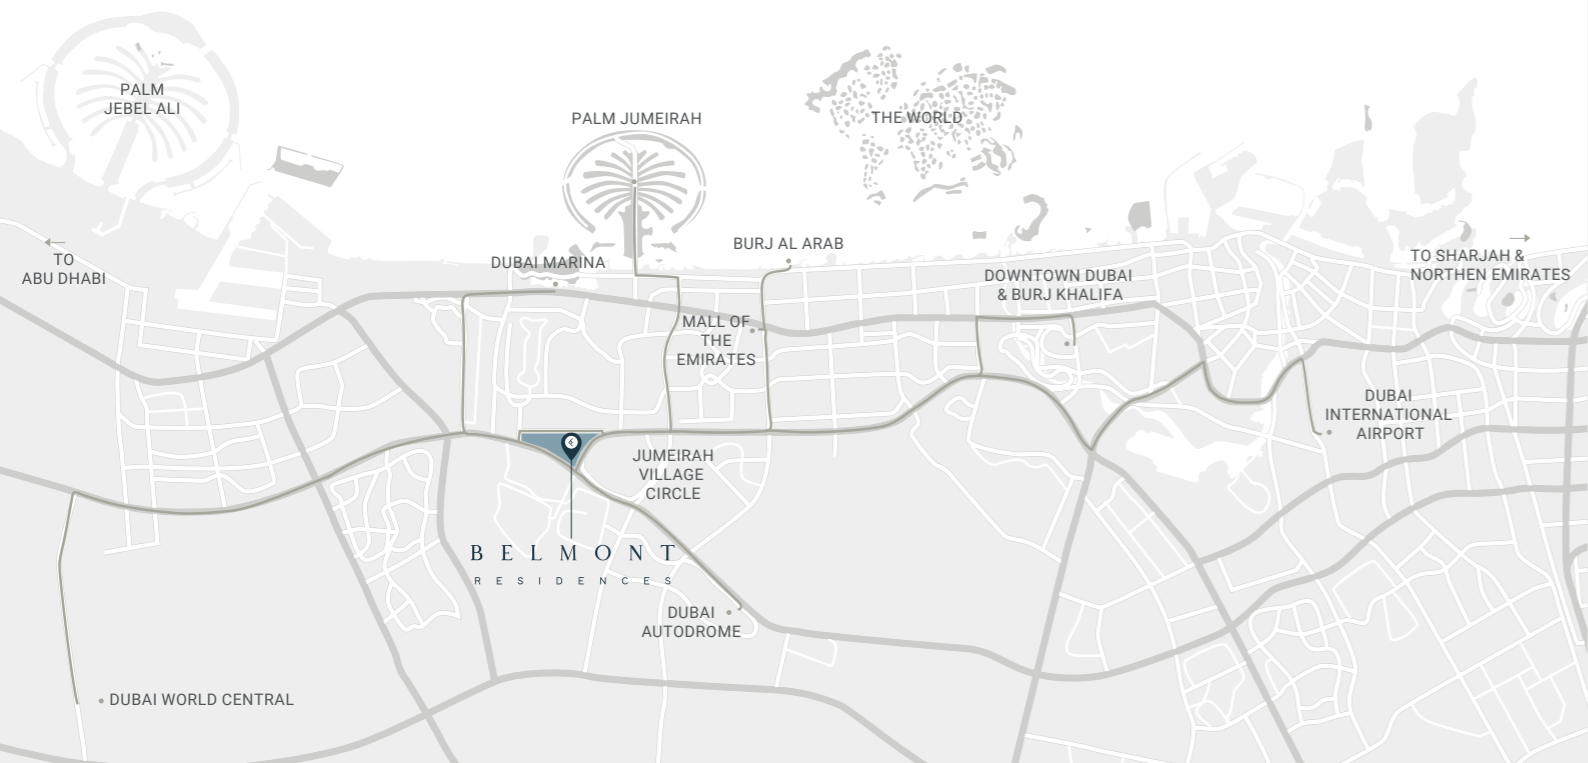 PALM
JEBEL ALI
PALM JUMEIRAH
THE WORLD
BURJ AL ARAB
TO
ABU DHABI
DUBAI MARINA
DOWNTOWN DUBAI
& BURJ KHALIFA
TO SHARJAH &
NORTHEN EMIRATES
MALL OF
THE
EMIRATES
DUBAI
INTERNATIONAL
AIRPORT
JUMEIRAH
VILLAGE
CIRCLE
BELMONT
RESIDENCES
DUBAI
AUTODROME
DUBAI WORLD CENTRAL